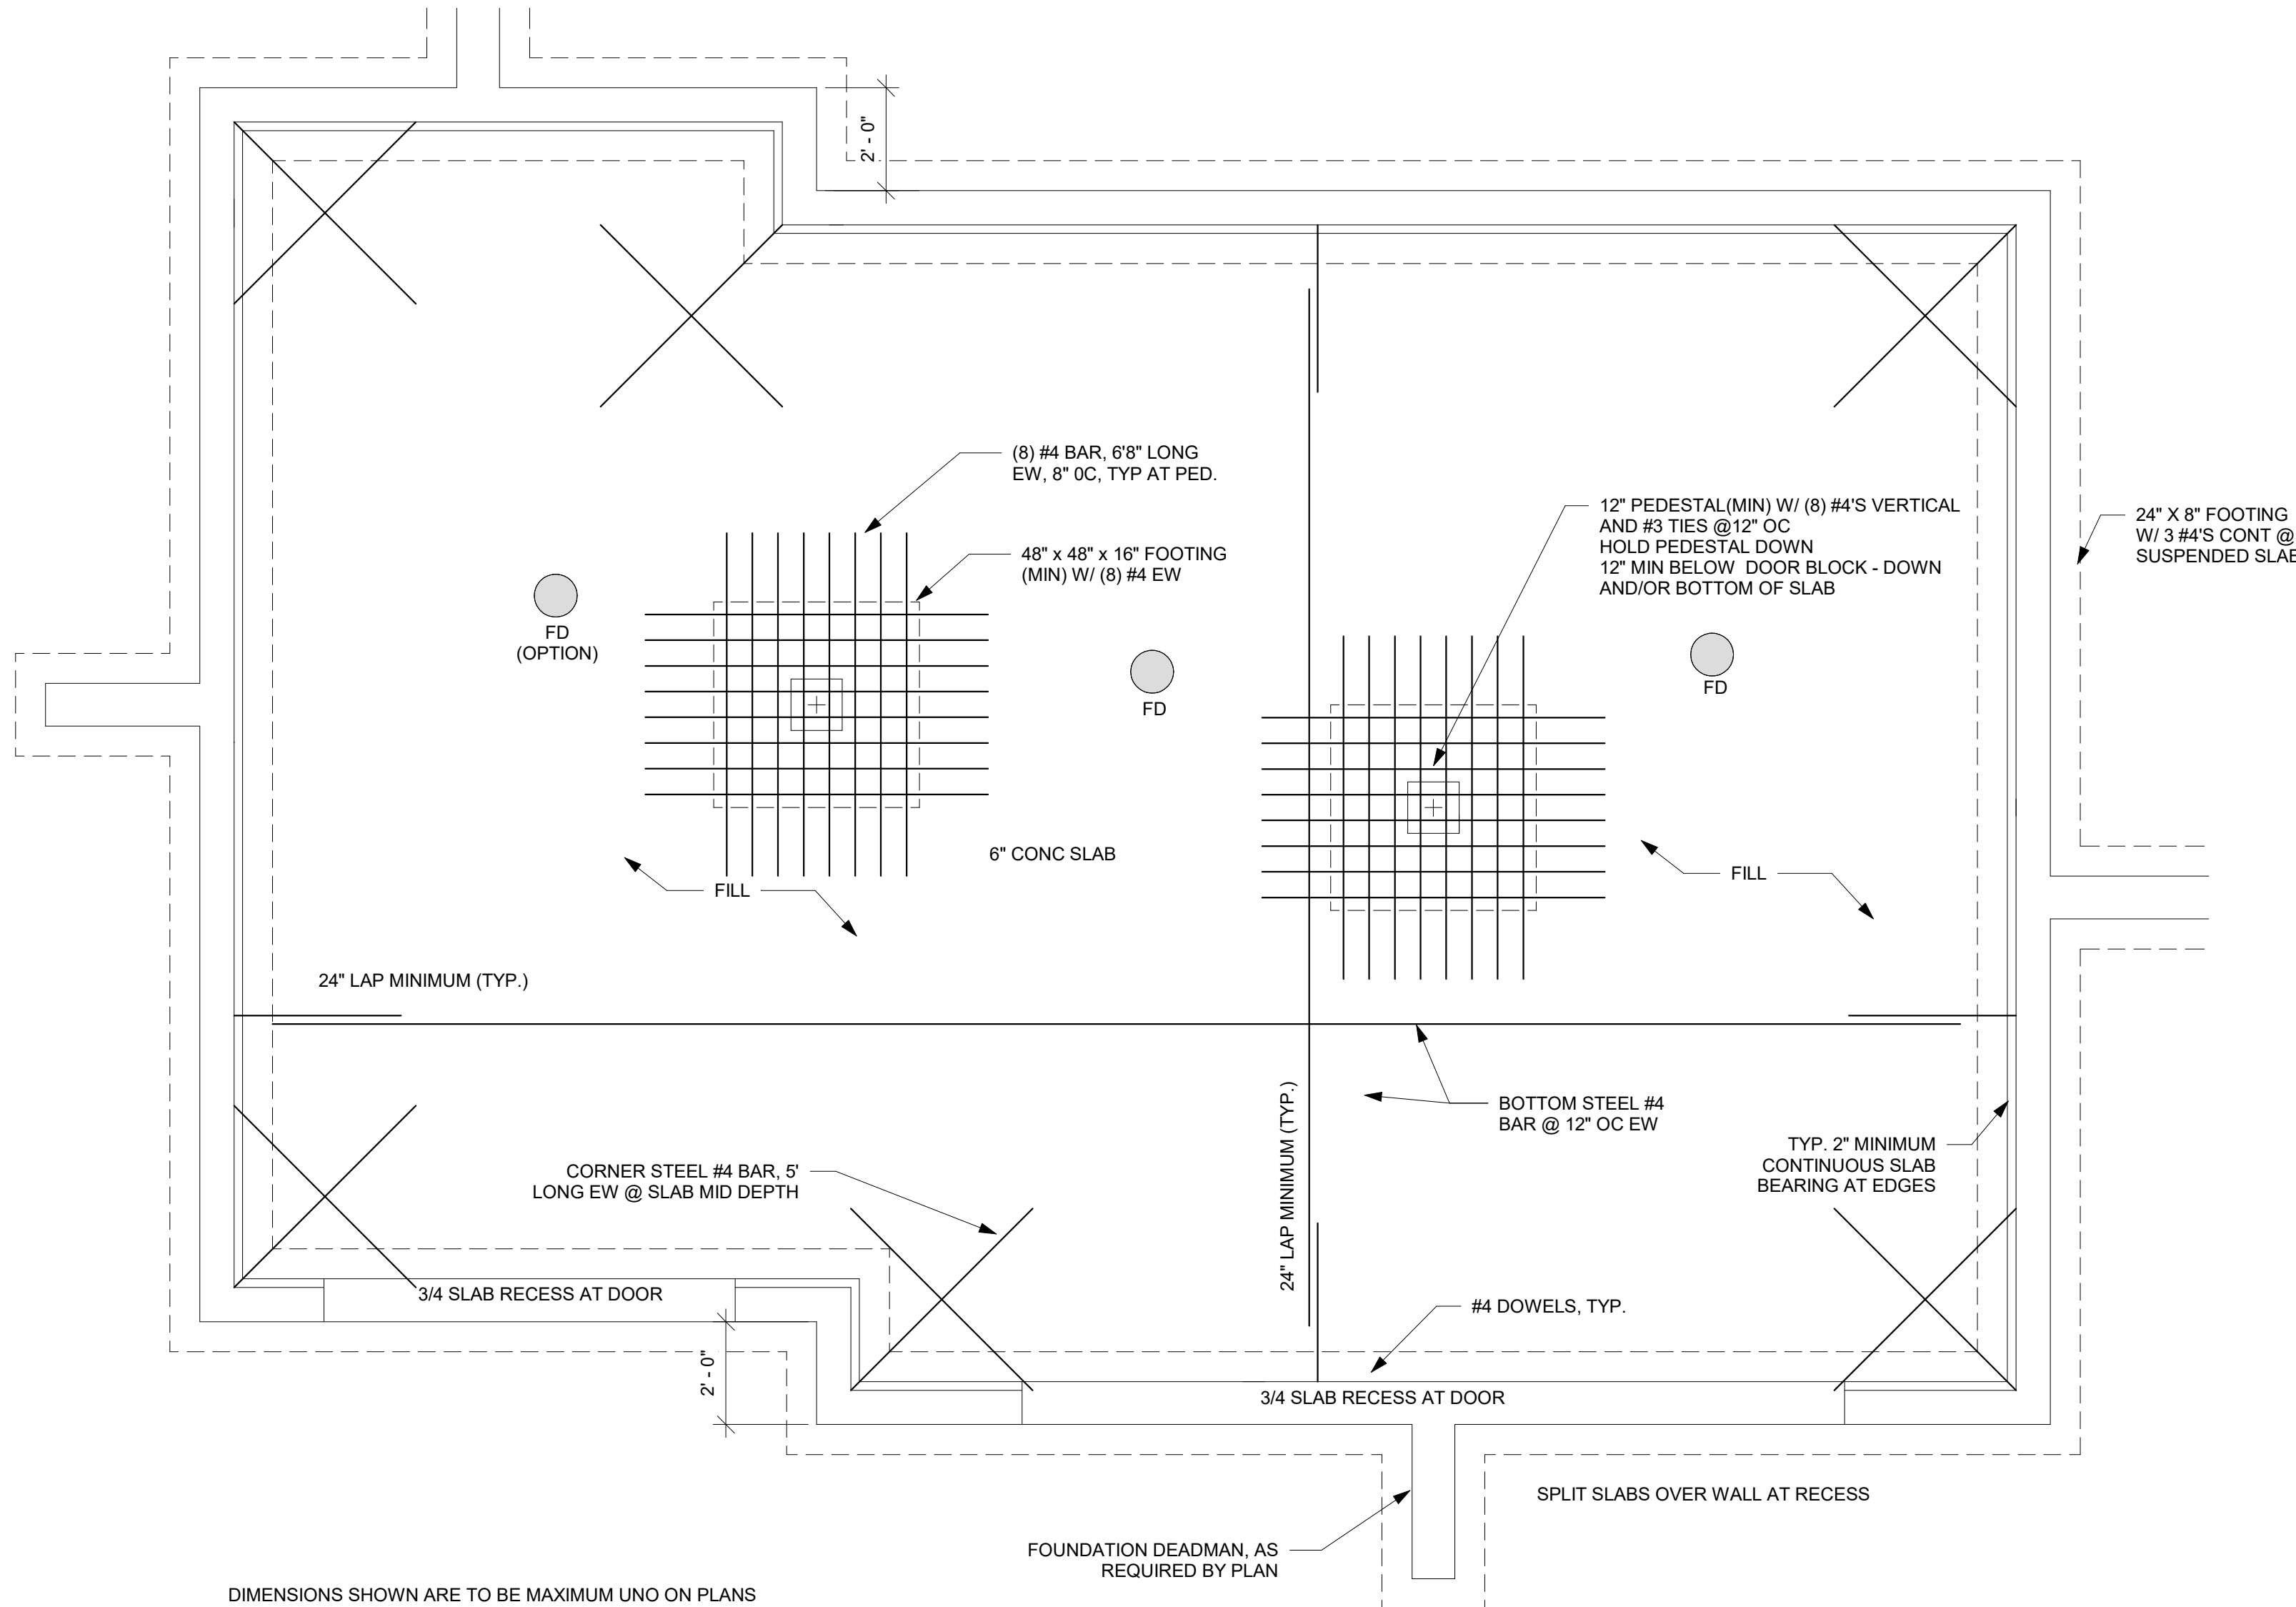 2' - 0"
(8) #4 BAR, 6'8" LONG
EW, 8" 0C, TYP AT PED.
12" PEDESTAL(MIN) W/ (8) #4'S VERTICAL
AND #3 TIES @12" OC
HOLD PEDESTAL DOWN
12" MIN BELOW  DOOR BLOCK - DOWN
AND/OR BOTTOM OF SLAB
24" X 8" FOOTING
W/ 3 #4'S CONT @
SUSPENDED SLAB
48" x 48" x 16" FOOTING
(MIN) W/ (8) #4 EW
FD
(OPTION)
FD
FD
6" CONC SLAB
FILL
FILL
24" LAP MINIMUM (TYP.)
24" LAP MINIMUM (TYP.)
BOTTOM STEEL #4
BAR @ 12" OC EW
TYP. 2" MINIMUM
CONTINUOUS SLAB
BEARING AT EDGES
CORNER STEEL #4 BAR, 5'
LONG EW @ SLAB MID DEPTH
3/4 SLAB RECESS AT DOOR
#4 DOWELS, TYP.
2' - 0"
3/4 SLAB RECESS AT DOOR
SPLIT SLABS OVER WALL AT RECESS
FOUNDATION DEADMAN, AS
REQUIRED BY PLAN
DIMENSIONS SHOWN ARE TO BE MAXIMUM UNO ON PLANS